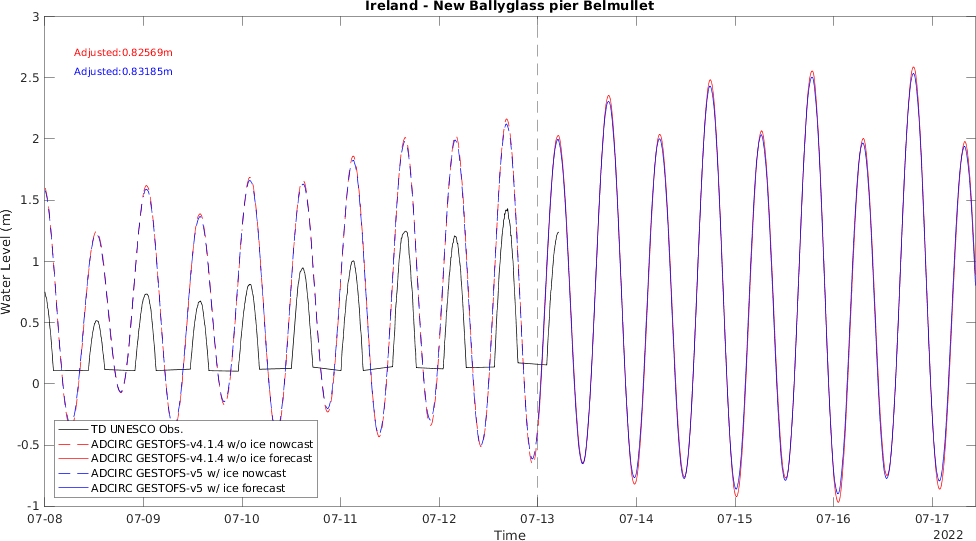 Ireland - New Ballyglass pier Belmullet
3
2.5
2
1.5
1
0.5
0
-0.5
-1
Water Level (m)
Adjusted:0.82569m
Adjusted:0.83185m
TD UNESCO Obs.
ADCIRC GESTOFS-v4.1.4 w/o ice nowcast
ADCIRC GESTOFS-v4.1.4 w/o ice forecast
ADCIRC GESTOFS-v5 w/ ice nowcast
ADCIRC GESTOFS-v5 w/ ice forecast
07-08 07-09 07-10 07-11 07-12 07-13 07-14 07-15 07-16 07-17
Time
2022